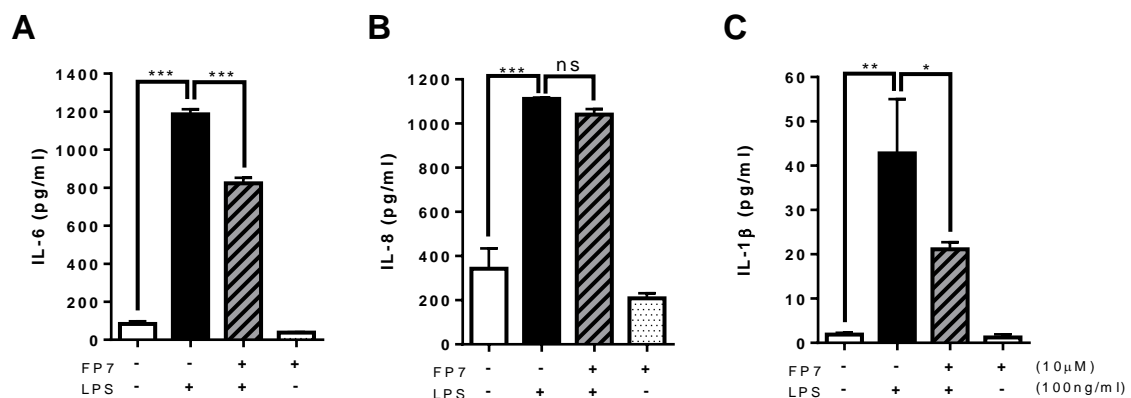 A
IL-6 (pg/ml)
1400
1200
1000
800
600
400
200
0
*** ***
FP7 - - + +
LPS - + + -
B
IL-8 (pg/ml)
1200
1000
800
600
400
200
0
*** ns
- - + +
- + + -
C
IL-1β (pg/ml)
60
50
40
30
20
10
0
** *
FP7 - - + + (10μM)
LPS - + + - (100ng/ml)